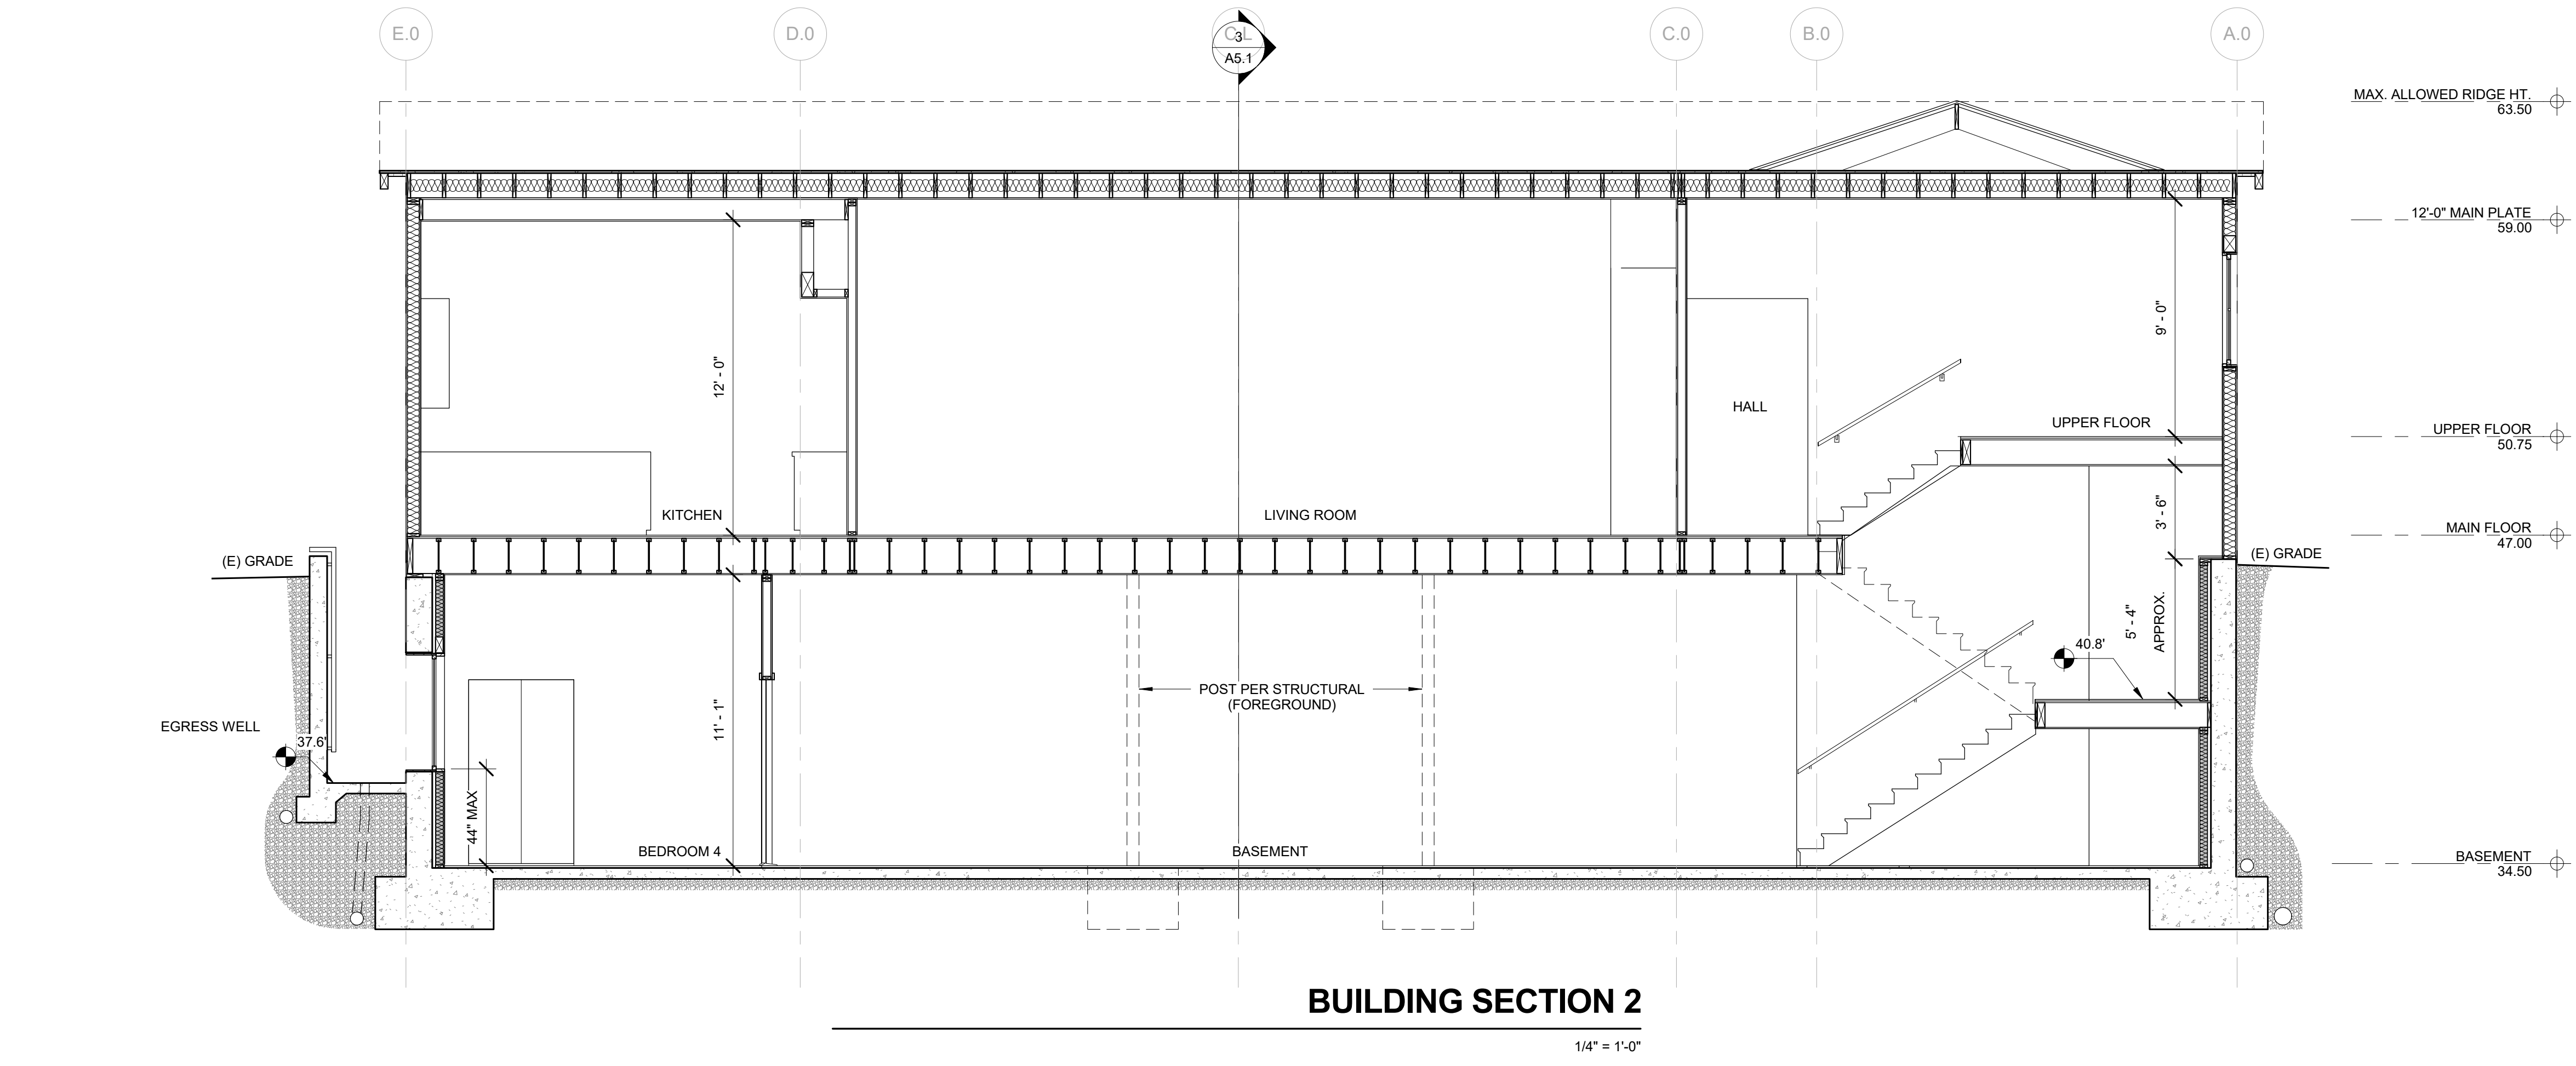 E.0
D.0
C.L
3
A5.1
C.0
B.0
A.0
MAX. ALLOWED RIDGE HT.
63.50
12'-0" MAIN PLATE
59.00
9' - 0"
12' - 0"
HALL
UPPER FLOOR
UPPER FLOOR
50.75
KITCHEN
LIVING ROOM
3' - 6"
MAIN FLOOR
47.00
(E) GRADE
(E) GRADE
5' - 4"
APPROX.
40.8'
POST PER STRUCTURAL
(FOREGROUND)
11' - 1"
EGRESS WELL
37.6'
44" MAX
BEDROOM 4
BASEMENT
BASEMENT
34.50
BUILDING SECTION 2
1/4" = 1'-0"